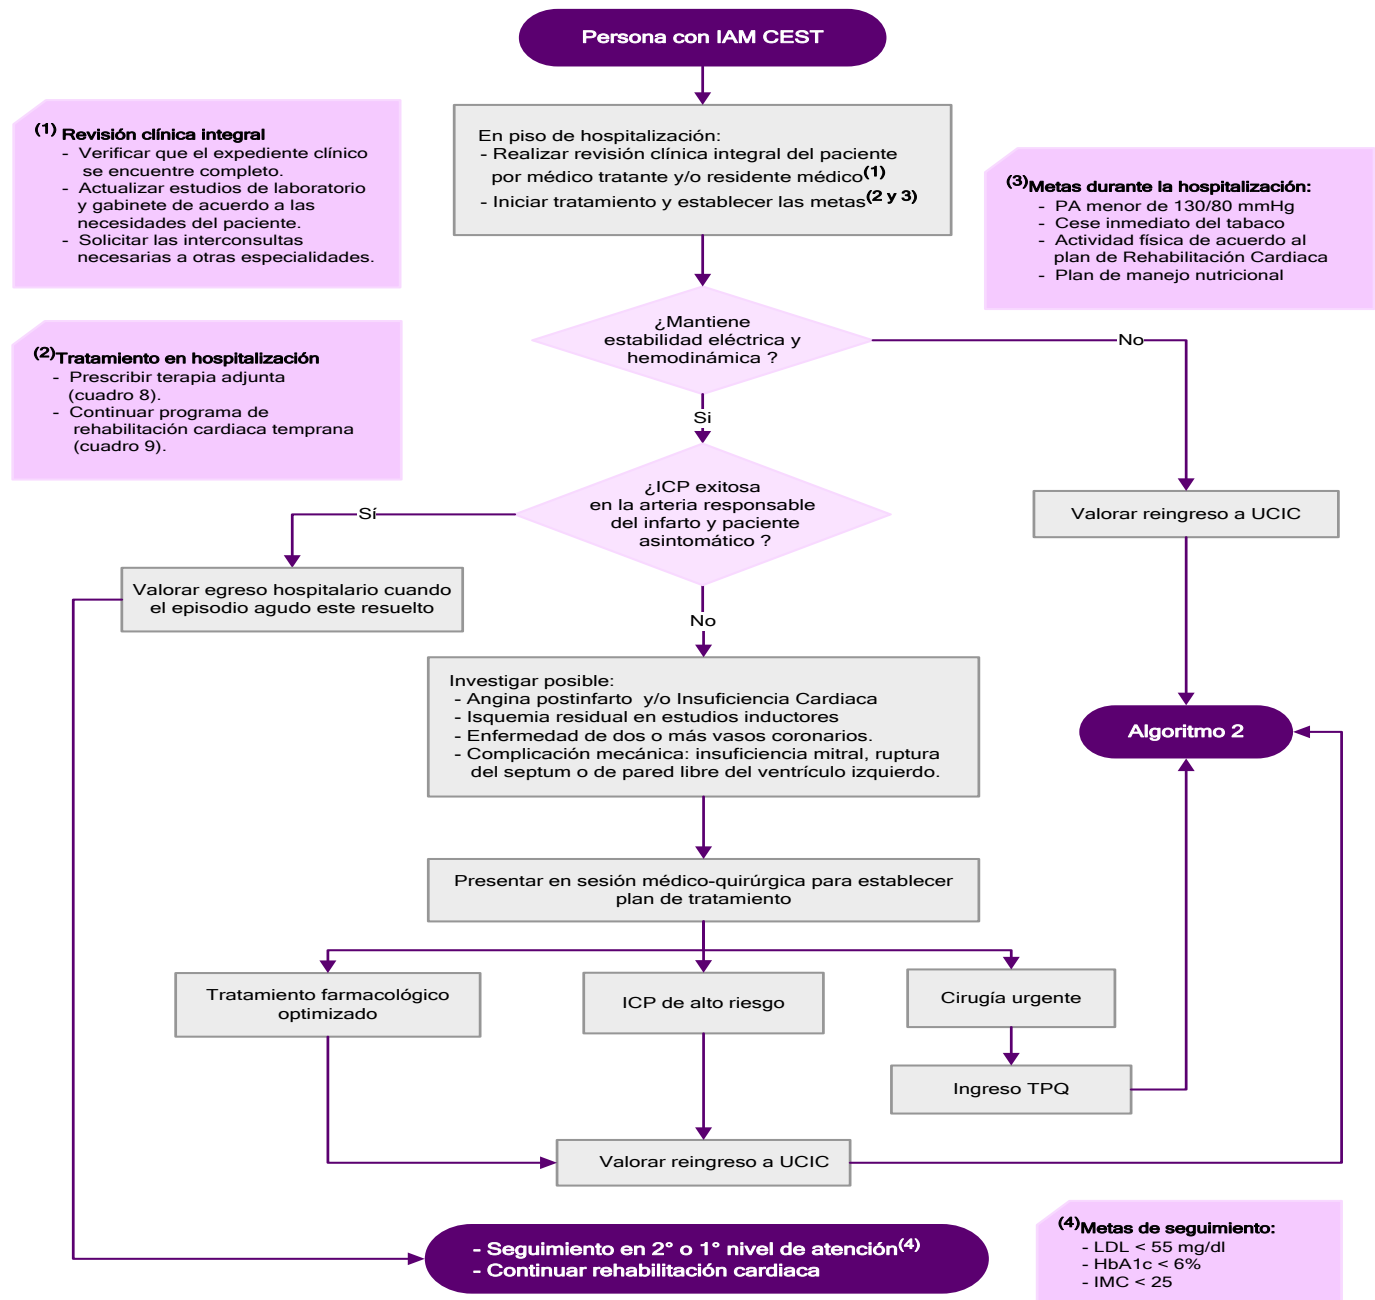 Persona con IAM CEST
(1) Revisión clínica integral
- Verificar que el expediente clínico
se encuentre completo.
- Actualizar estudios de laboratorio
y gabinete de acuerdo a las
necesidades del paciente.
- Solicitar las interconsultas
necesarias a otras especialidades.
En piso de hospitalización:
- Realizar revisión clínica integral del paciente
por médico tratante y/o residente médico(1)
- Iniciar tratamiento y establecer las metas(2 y 3)
(3)Metas durante la hospitalización:
- PA menor de 130/80 mmHg
- Cese inmediato del tabaco
- Actividad física de acuerdo al
plan de Rehabilitación Cardiaca
- Plan de manejo nutricional
(2)Tratamiento en hospitalización
- Prescribir terapia adjunta
(cuadro 8).
- Continuar programa de
rehabilitación cardiaca temprana
(cuadro 9).
¿Mantiene
estabilidad eléctrica y
hemodinámica ?
No
Si
¿ICP exitosa
en la arteria responsable
del infarto y paciente
asintomático ?
Sí
Valorar reingreso a UCIC
Valorar egreso hospitalario cuando
el episodio agudo este resuelto
No
Investigar posible:
- Angina postinfarto y/o Insuficiencia Cardiaca
- Isquemia residual en estudios inductores
- Enfermedad de dos o más vasos coronarios.
- Complicación mecánica: insuficiencia mitral, ruptura
del septum o de pared libre del ventrículo izquierdo.
Algoritmo 2
Presentar en sesión médico-quirúrgica para establecer
plan de tratamiento
Tratamiento farmacológico
optimizado
ICP de alto riesgo
Cirugía urgente
Ingreso TPQ
Valorar reingreso a UCIC
- Seguimiento en 2° o 1° nivel de atención(4)
- Continuar rehabilitación cardiaca
(4)Metas de seguimiento:
- LDL < 55 mg/dl
- HbA1c < 6%
- IMC < 25